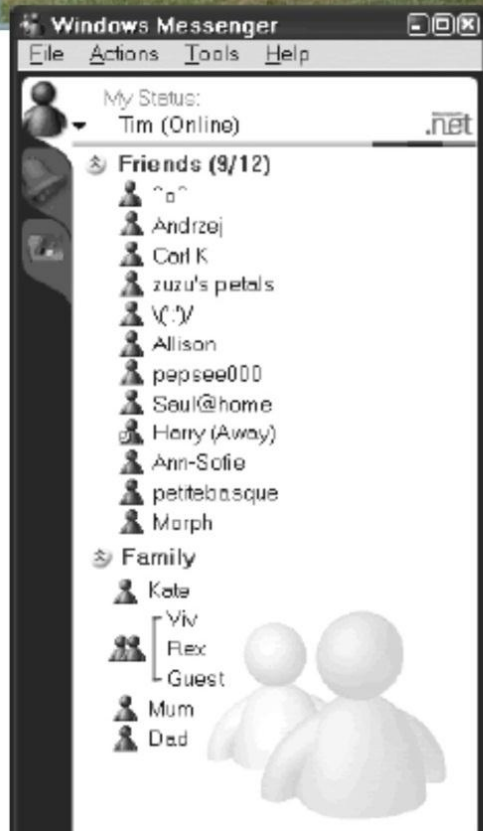 Windows Messenger
File Actions Tools Help
My Status:
Tim (Online)
.net
Friends (9/12)
^o^
Andrzej
Carl K
zuzu's petals
\(':')/
Allison
pepsee000
Saul@home
Harry (Away)
Ann-Sofie
petitebasque
Morph
Family
Kate
Viv
Rex
Guest
Mum
Dad